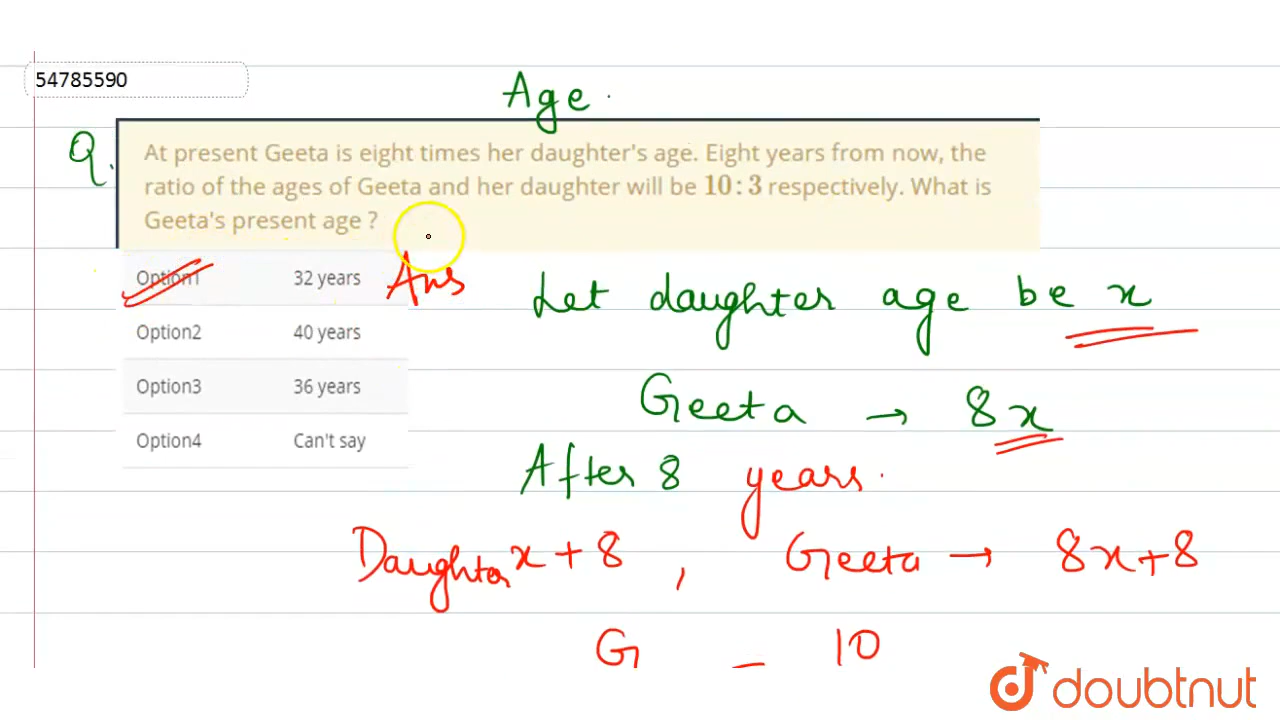 54785590
Age.
Q.
At present Geeta is eight times her daughter's age. Eight years from now, the
ratio of the ages of Geeta and her daughter will be 10 : 3 respectively. What is
Geeta's present age ?
Option1 32 years Ans
Option2 40 years
Option3 36 years
Option4 Can't say
Let daughter age be x
Geeta → 8x
After 8 years.
Daughter x + 8 , Geeta → 8x+8
G = 10
doubtnut